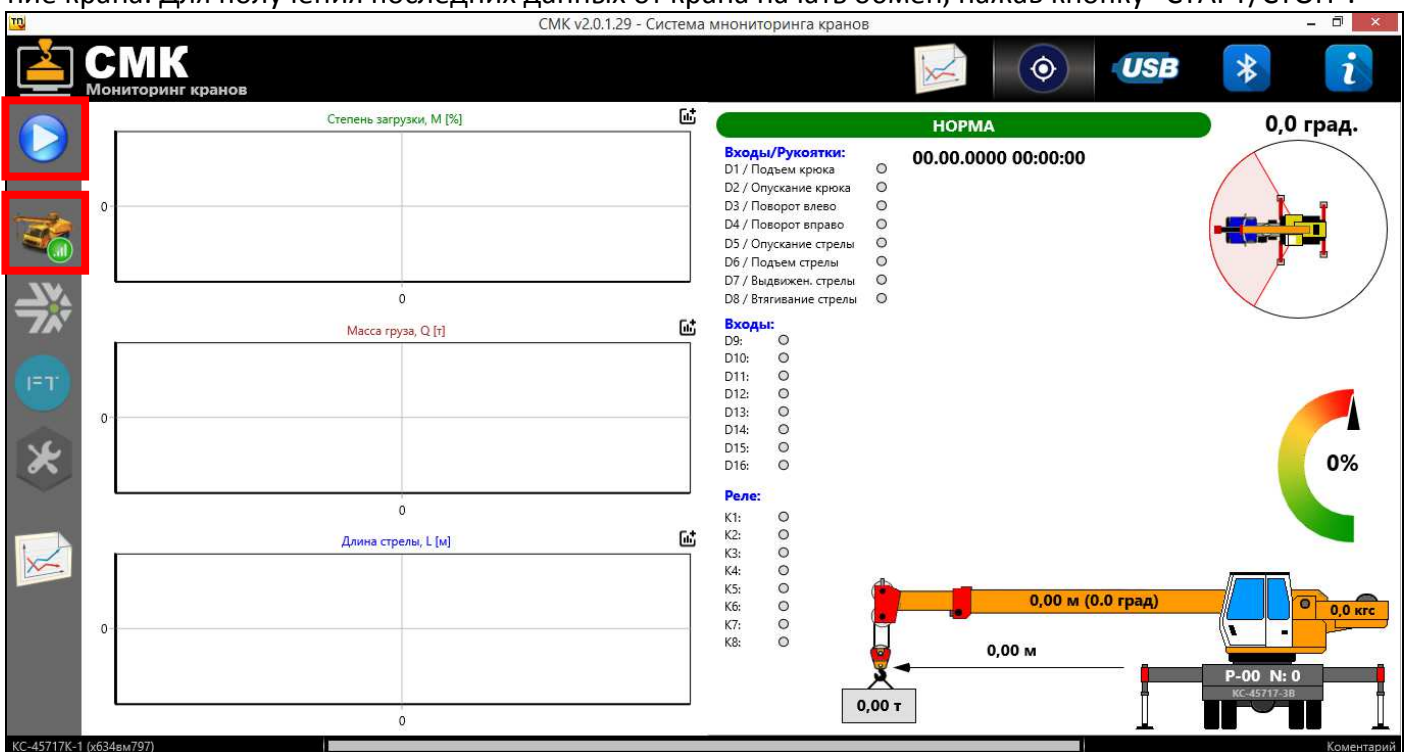 ние крана. Для получения последних данных от крана начать обмен, нажав кнопку "СТАРТ/СТОП".
ТП
СМК v2.0.1.29 - Система мнониторинга кранов
СМК
Мониторинг кранов
USB
i
Степень загрузки, M [%]
0
0
Масса груза, Q [т]
0
0
Длина стрелы, L [м]
0
0
FT
НОРМА
Входы/Рукоятки:
00.00.0000 00:00:00
D1 / Подъем крюка
D2 / Опускание крюка
D3 / Поворот влево
D4 / Поворот вправо
D5 / Опускание стрелы
D6 / Подъем стрелы
D7 / Выдвижен. стрелы
D8 / Втягивание стрелы
Входы:
D9:
D10:
D11:
D12:
D13:
D14:
D15:
D16:
Реле:
K1:
K2:
K3:
K4:
K5:
K6:
K7:
K8:
0,0 град.
0%
0,00 м (0.0 град)
0,0 кгс
0,00 м
P-00 N: 0
КС-45717-3В
0,00 т
КС-45717К-1 (х634вм797)
Коментарий